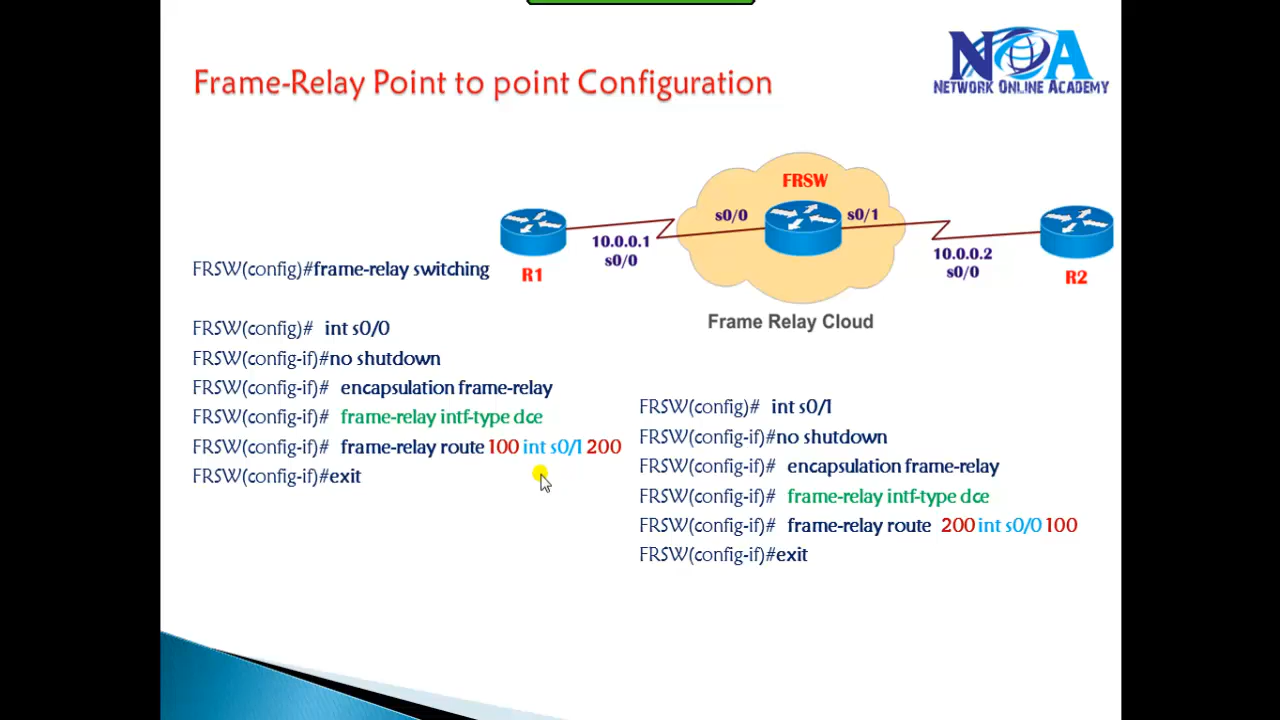 NOA
NETWORK ONLINE ACADEMY
Frame-Relay Point to point Configuration
FRSW
s0/0
s0/1
10.0.0.1
s0/0
10.0.0.2
s0/0
R1
R2
Frame Relay Cloud
FRSW(config)#frame-relay switching
FRSW(config)# int s0/0
FRSW(config-if)#no shutdown
FRSW(config-if)# encapsulation frame-relay
FRSW(config-if)# frame-relay intf-type dce
FRSW(config-if)# frame-relay route 100 int s0/1 200
FRSW(config-if)#exit
FRSW(config)# int s0/1
FRSW(config-if)#no shutdown
FRSW(config-if)# encapsulation frame-relay
FRSW(config-if)# frame-relay intf-type dce
FRSW(config-if)# frame-relay route 200 int s0/0 100
FRSW(config-if)#exit